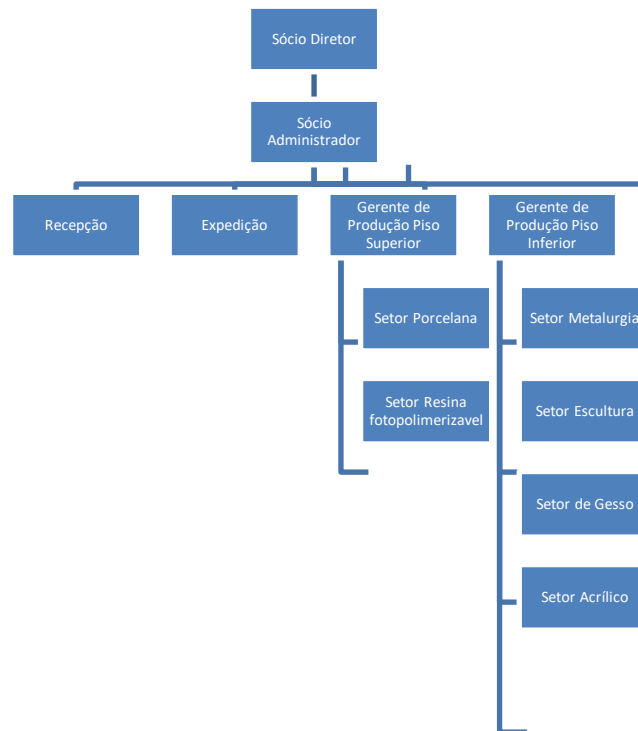 Sócio Diretor
Sócio
Administrador
Recepção
Expedição
Gerente de
Produção Piso
Superior
Gerente de
Produção Piso
Inferior
Setor Porcelana
Setor Resina
fotopolimerizavel
Setor Metalurgia
Setor Escultura
Setor de Gesso
Setor Acrílico